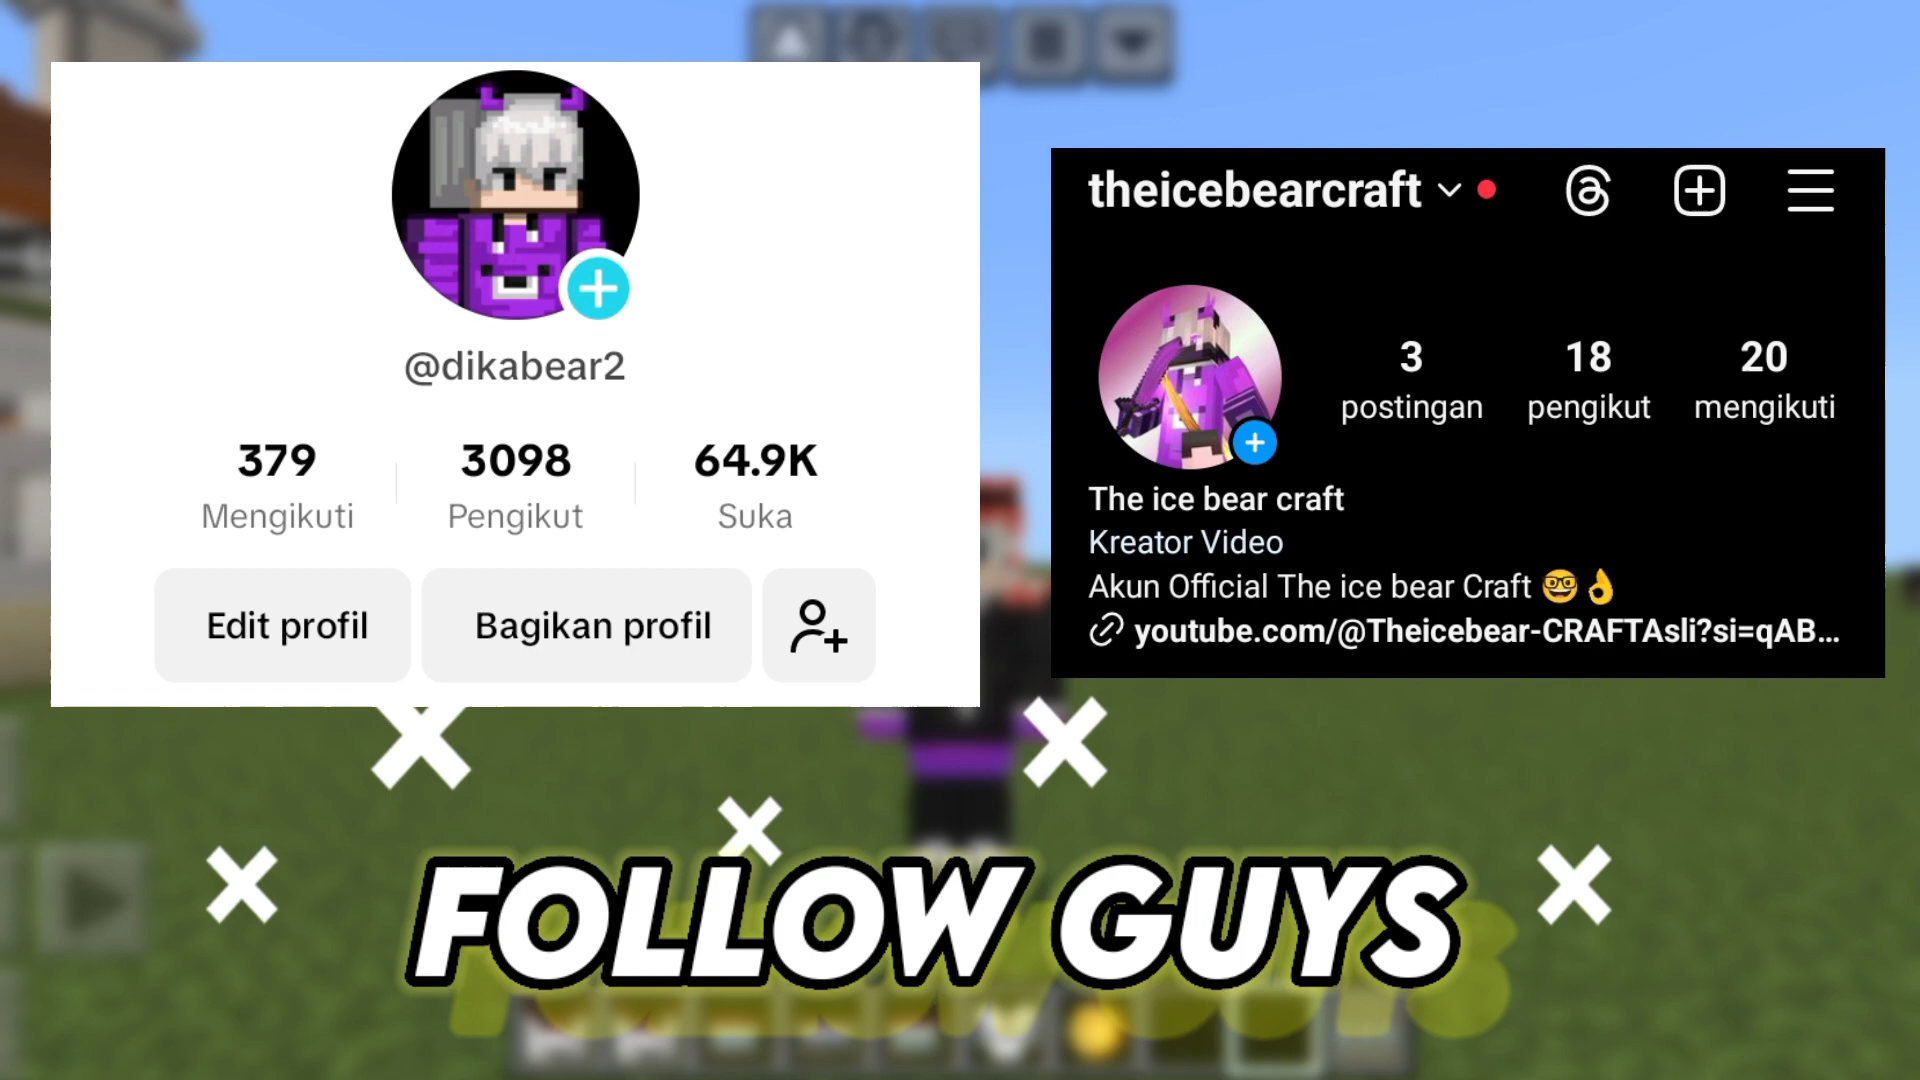 @dikabear2
379
3098
64.9K
Mengikuti
Pengikut
Suka
Edit profil
Bagikan profil
theicebearcraft
3
18
20
postingan
pengikut
mengikuti
The ice bear craft
Kreator Video
Akun Official The ice bear Craft 🤓👌
youtube.com/@Theicebear-CRAFTAsli?si=qAB...
FOLLOW GUYS